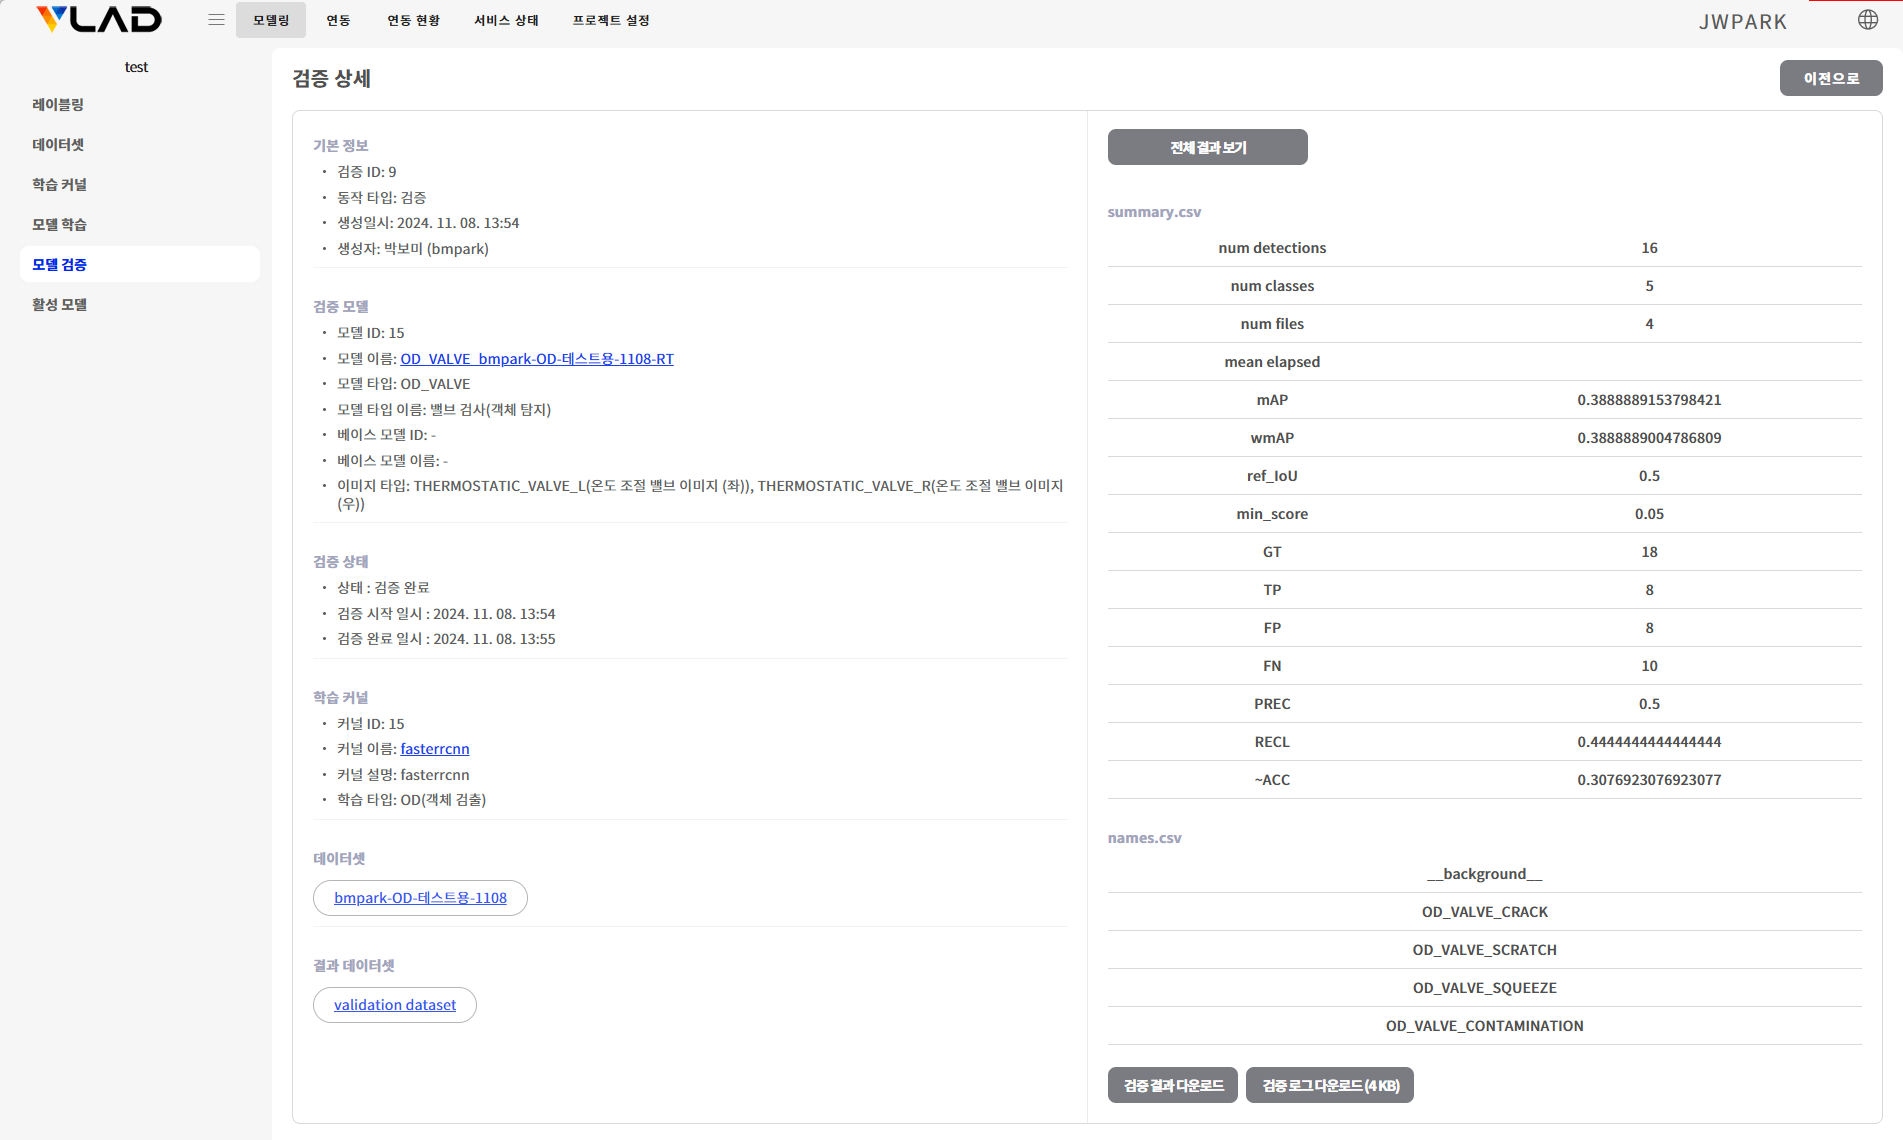 VLAD
모델링
연동
연동 현황
서비스 상태
프로젝트 설정
JWPARK
test
레이블링
데이터셋
학습 커널
모델 학습
모델 검증
활성 모델
검증 상세
이전으로
기본 정보
• 검증 ID: 9
• 동작 타입: 검증
• 생성일시: 2024. 11. 08. 13:54
• 생성자: 박보미 (bmpark)
검증 모델
• 모델 ID: 15
• 모델 이름: OD_VALVE_bmpark-OD-테스트용-1108-RT
• 모델 타입: OD_VALVE
• 모델 타입 이름: 밸브 검사(객체 탐지)
• 베이스 모델 ID: -
• 베이스 모델 이름: -
• 이미지 타입: THERMOSTATIC_VALVE_L(온도 조절 밸브 이미지 (좌)), THERMOSTATIC_VALVE_R(온도 조절 밸브 이미지
(우))
검증 상태
• 상태 : 검증 완료
• 검증 시작 일시 : 2024. 11. 08. 13:54
• 검증 완료 일시 : 2024. 11. 08. 13:55
학습 커널
• 커널 ID: 15
• 커널 이름: fasterrcnn
• 커널 설명: fasterrcnn
• 학습 타입: OD(객체 검출)
데이터셋
bmpark-OD-테스트용-1108
결과 데이터셋
validation dataset
전체 결과 보기
summary.csv
num detections 16
num classes 5
num files 4
mean elapsed
mAP 0.3888889153798421
wmAP 0.3888889004786809
ref_IoU 0.5
min_score 0.05
GT 18
TP 8
FP 8
FN 10
PREC 0.5
RECL 0.4444444444444444
~ACC 0.3076923076923077
names.csv
__background__
OD_VALVE_CRACK
OD_VALVE_SCRATCH
OD_VALVE_SQUEEZE
OD_VALVE_CONTAMINATION
검증 결과 다운로드
검증 로그 다운로드 (4 KB)